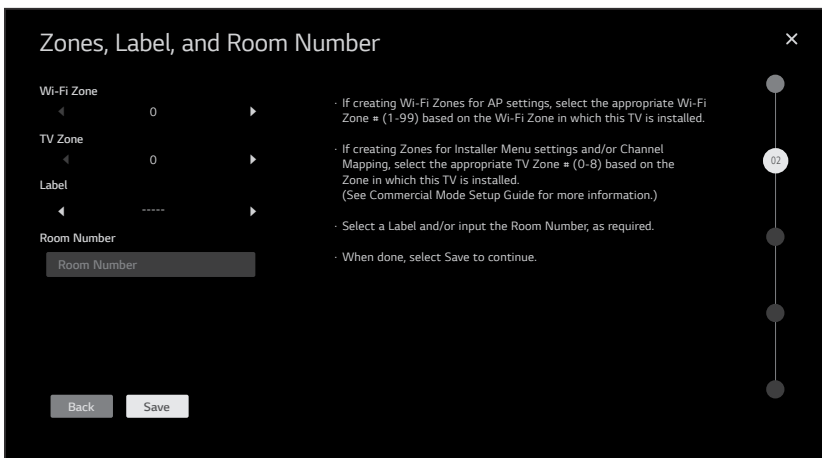 Zones, Label, and Room Number
Wi-Fi Zone
0
TV Zone
0
Label
-----
Room Number
Room Number
· If creating Wi-Fi Zones for AP settings, select the appropriate Wi-Fi
Zone # (1-99) based on the Wi-Fi Zone in which this TV is installed.
· If creating Zones for Installer Menu settings and/or Channel
Mapping, select the appropriate TV Zone # (0-8) based on the
Zone in which this TV is installed.
(See Commercial Mode Setup Guide for more information.)
· Select a Label and/or input the Room Number, as required.
· When done, select Save to continue.
02
Back
Save